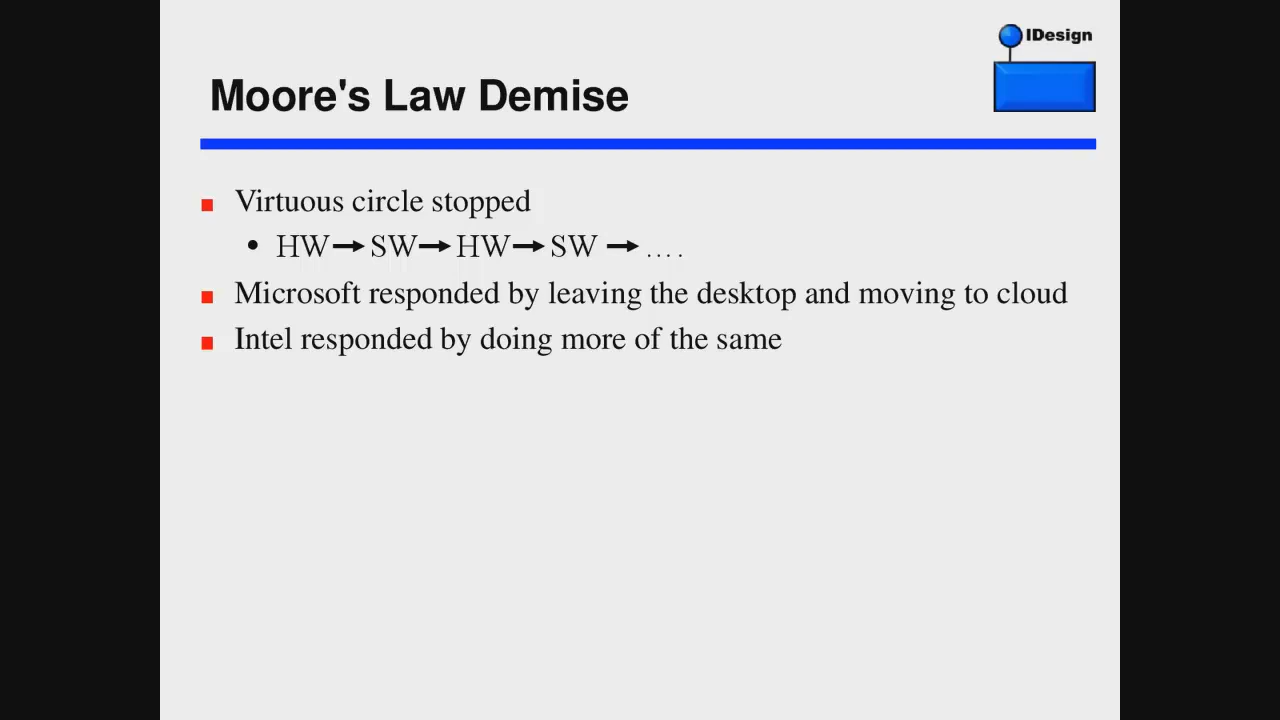 IDesign
Moore's Law Demise
Virtuous circle stopped
HW→SW→HW→SW →....
Microsoft responded by leaving the desktop and moving to cloud
Intel responded by doing more of the same